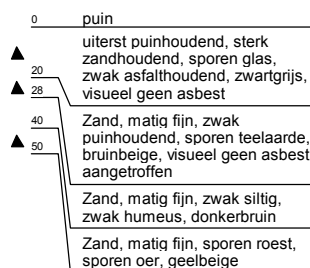 0 puin
uiterst puinhoudend, sterk
zandhoudend, sporen glas,
zwak asfalthoudend, zwartgrijs,
visueel geen asbest
20
28
Zand, matig fijn, zwak
puinhoudend, sporen teelaarde,
bruinbeige, visueel geen asbest
aangetroffen
40
50
Zand, matig fijn, zwak siltig,
zwak humeus, donkerbruin
Zand, matig fijn, sporen roest,
sporen oer, geelbeige